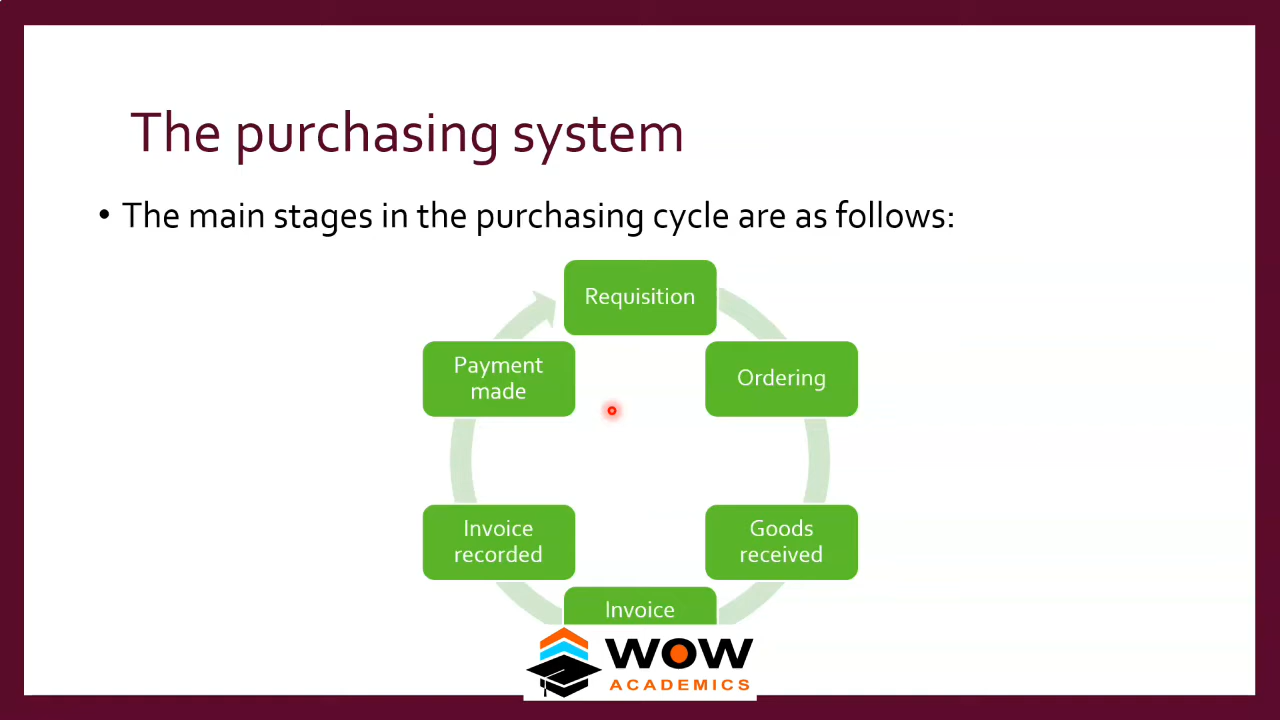 The purchasing system
• The main stages in the purchasing cycle are as follows:
Requisition
Ordering
Goods
received
Invoice
Invoice
recorded
Payment
made
WOW
ACADEMICS